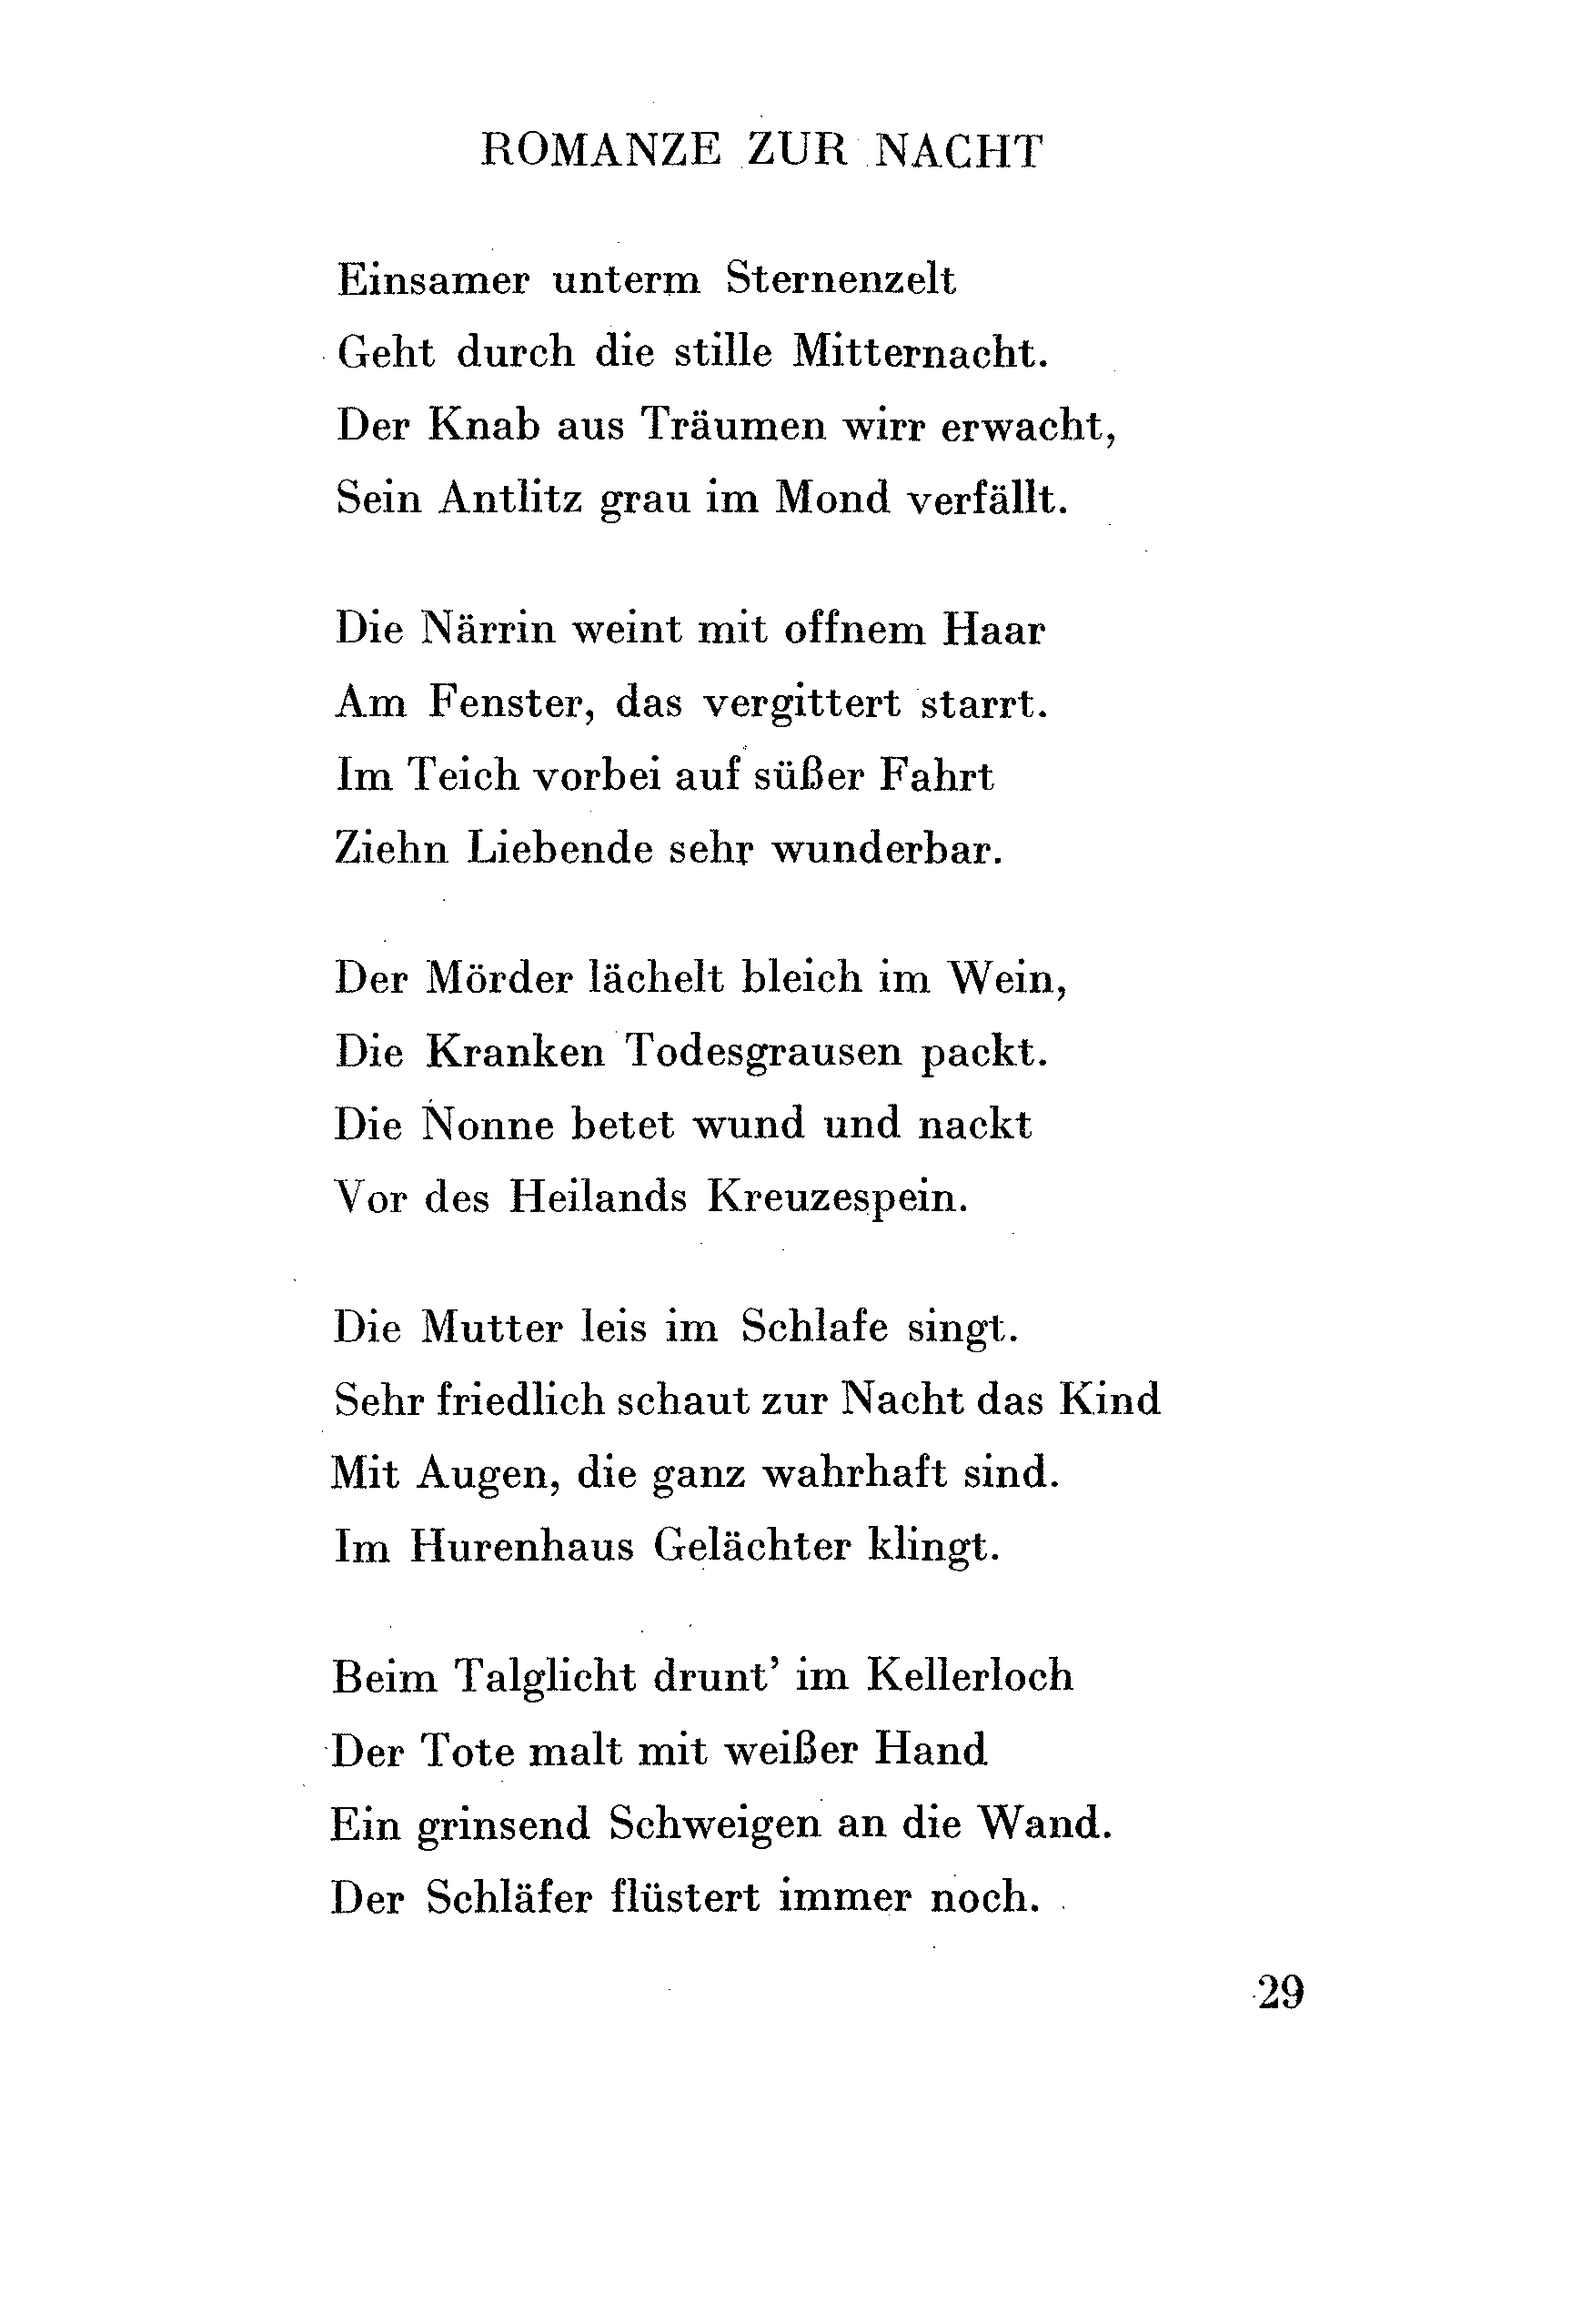 ROMANZE ZUR NACHT
Einsamer unterm Sternenzelt
Geht durch die stille Mitternacht.
Der Knab aus Träumen wirr erwacht,
Sein Antlitz grau im Mond verfällt.
Die Närrin weint mit offnem Haar
Am Fenster, das vergittert starrt.
Im Teich vorbei auf süßer Fahrt
Ziehn Liebende sehr wunderbar.
Der Mörder lächelt bleich im Wein,
Die Kranken Todesgrausen packt.
Die Nonne betet wund und nackt
Vor des Heilands Kreuzespein.
Die Mutter leis im Schlafe singt.
Sehr friedlich schaut zur Nacht das Kind
Mit Augen, die ganz wahrhaft sind.
Im Hurenhaus Gelächter klingt.
Beim Talglicht drunt' im Kellerloch
Der Tote malt mit weißer Hand
Ein grinsend Schweigen an die Wand.
Der Schläfer flüstert immer noch.
29